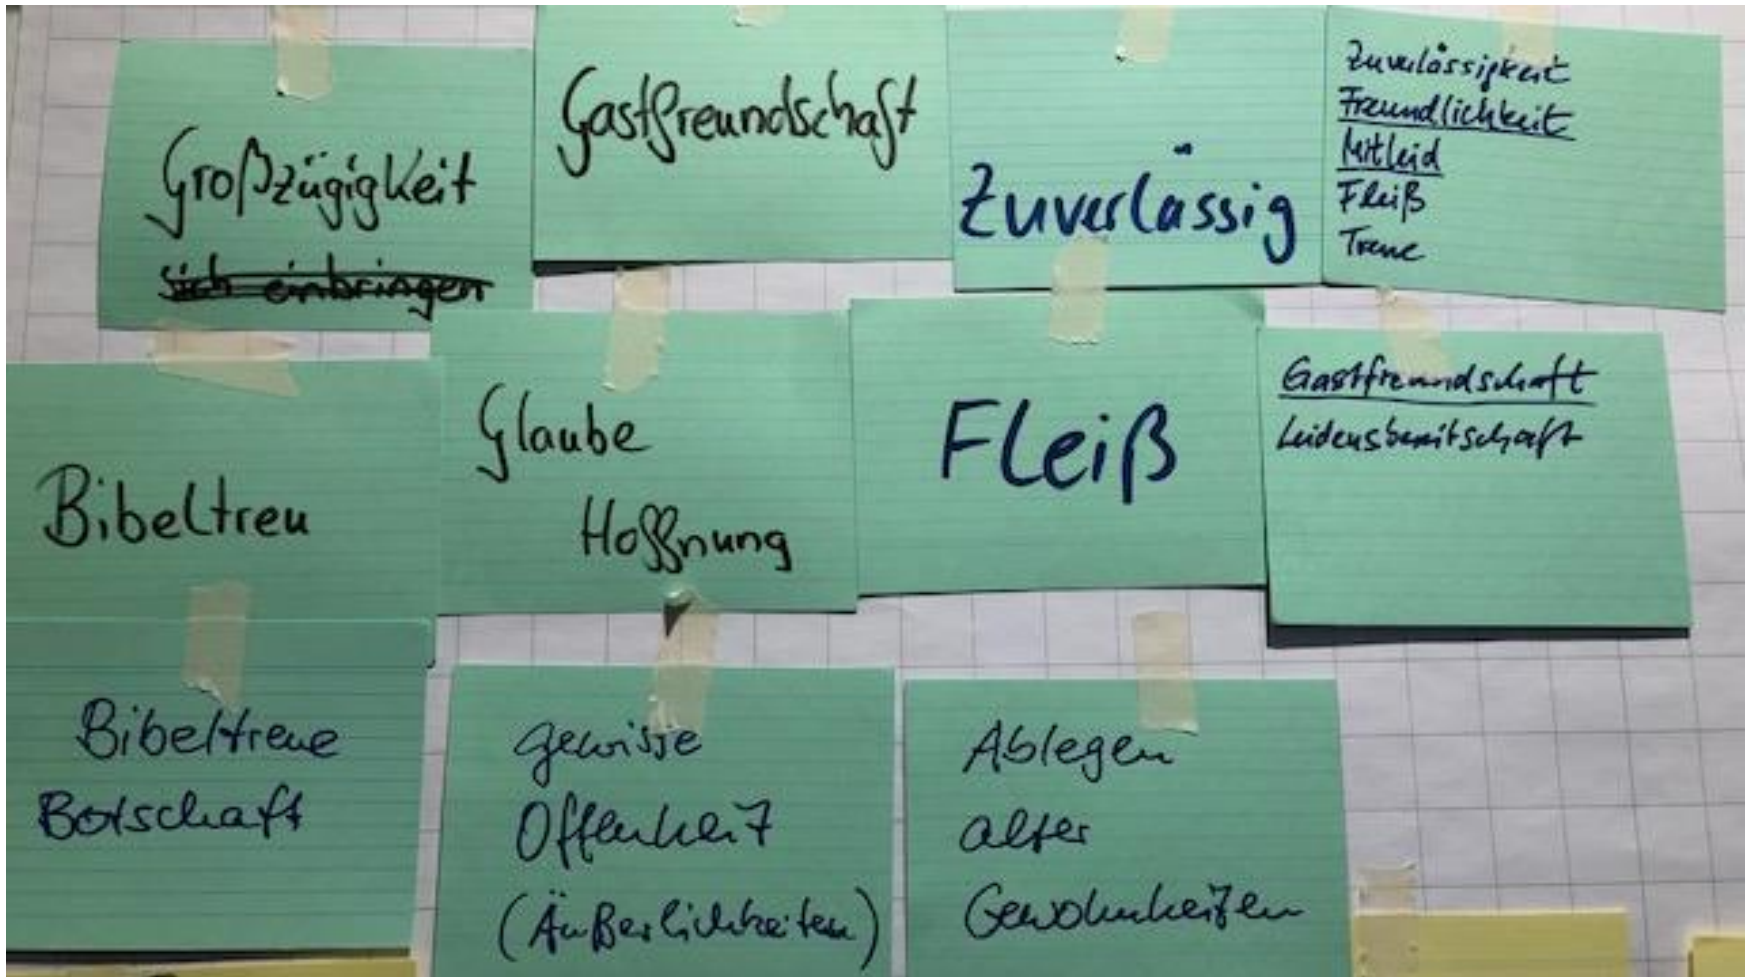 Großzügigkeit
sich einbringen
Gastfreundschaft
Zuverlässig
Zuverlässigkeit
Freundlichkeit
Mitleid
Fleiß
Treue
Bibeltreu
Glaube
Hoffnung
Fleiß
Gastfreundschaft
Leidensbereitschaft
Bibeltreue
Botschaft
gewisse
Offenheit
(Äußerlichkeiten)
Ablegen
alter
Gewohnheiten